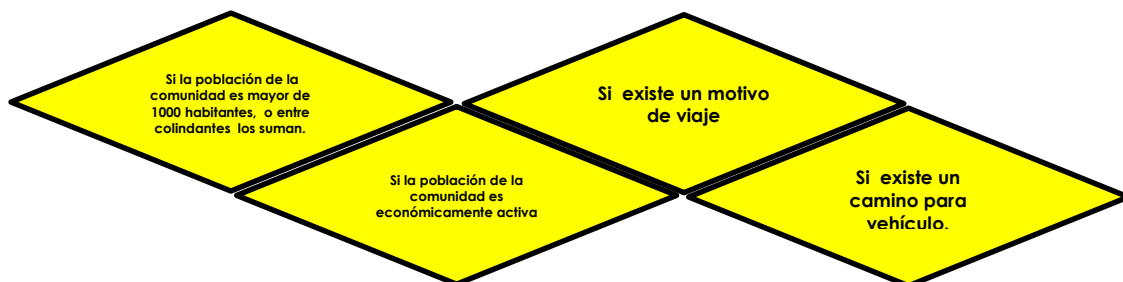 Si la población de la
comunidad es mayor de
1000 habitantes, o entre
colindantes los suman.
Si la población de la
comunidad es
económicamente activa
Si existe un motivo
de viaje
Si existe un
camino para
vehículo.